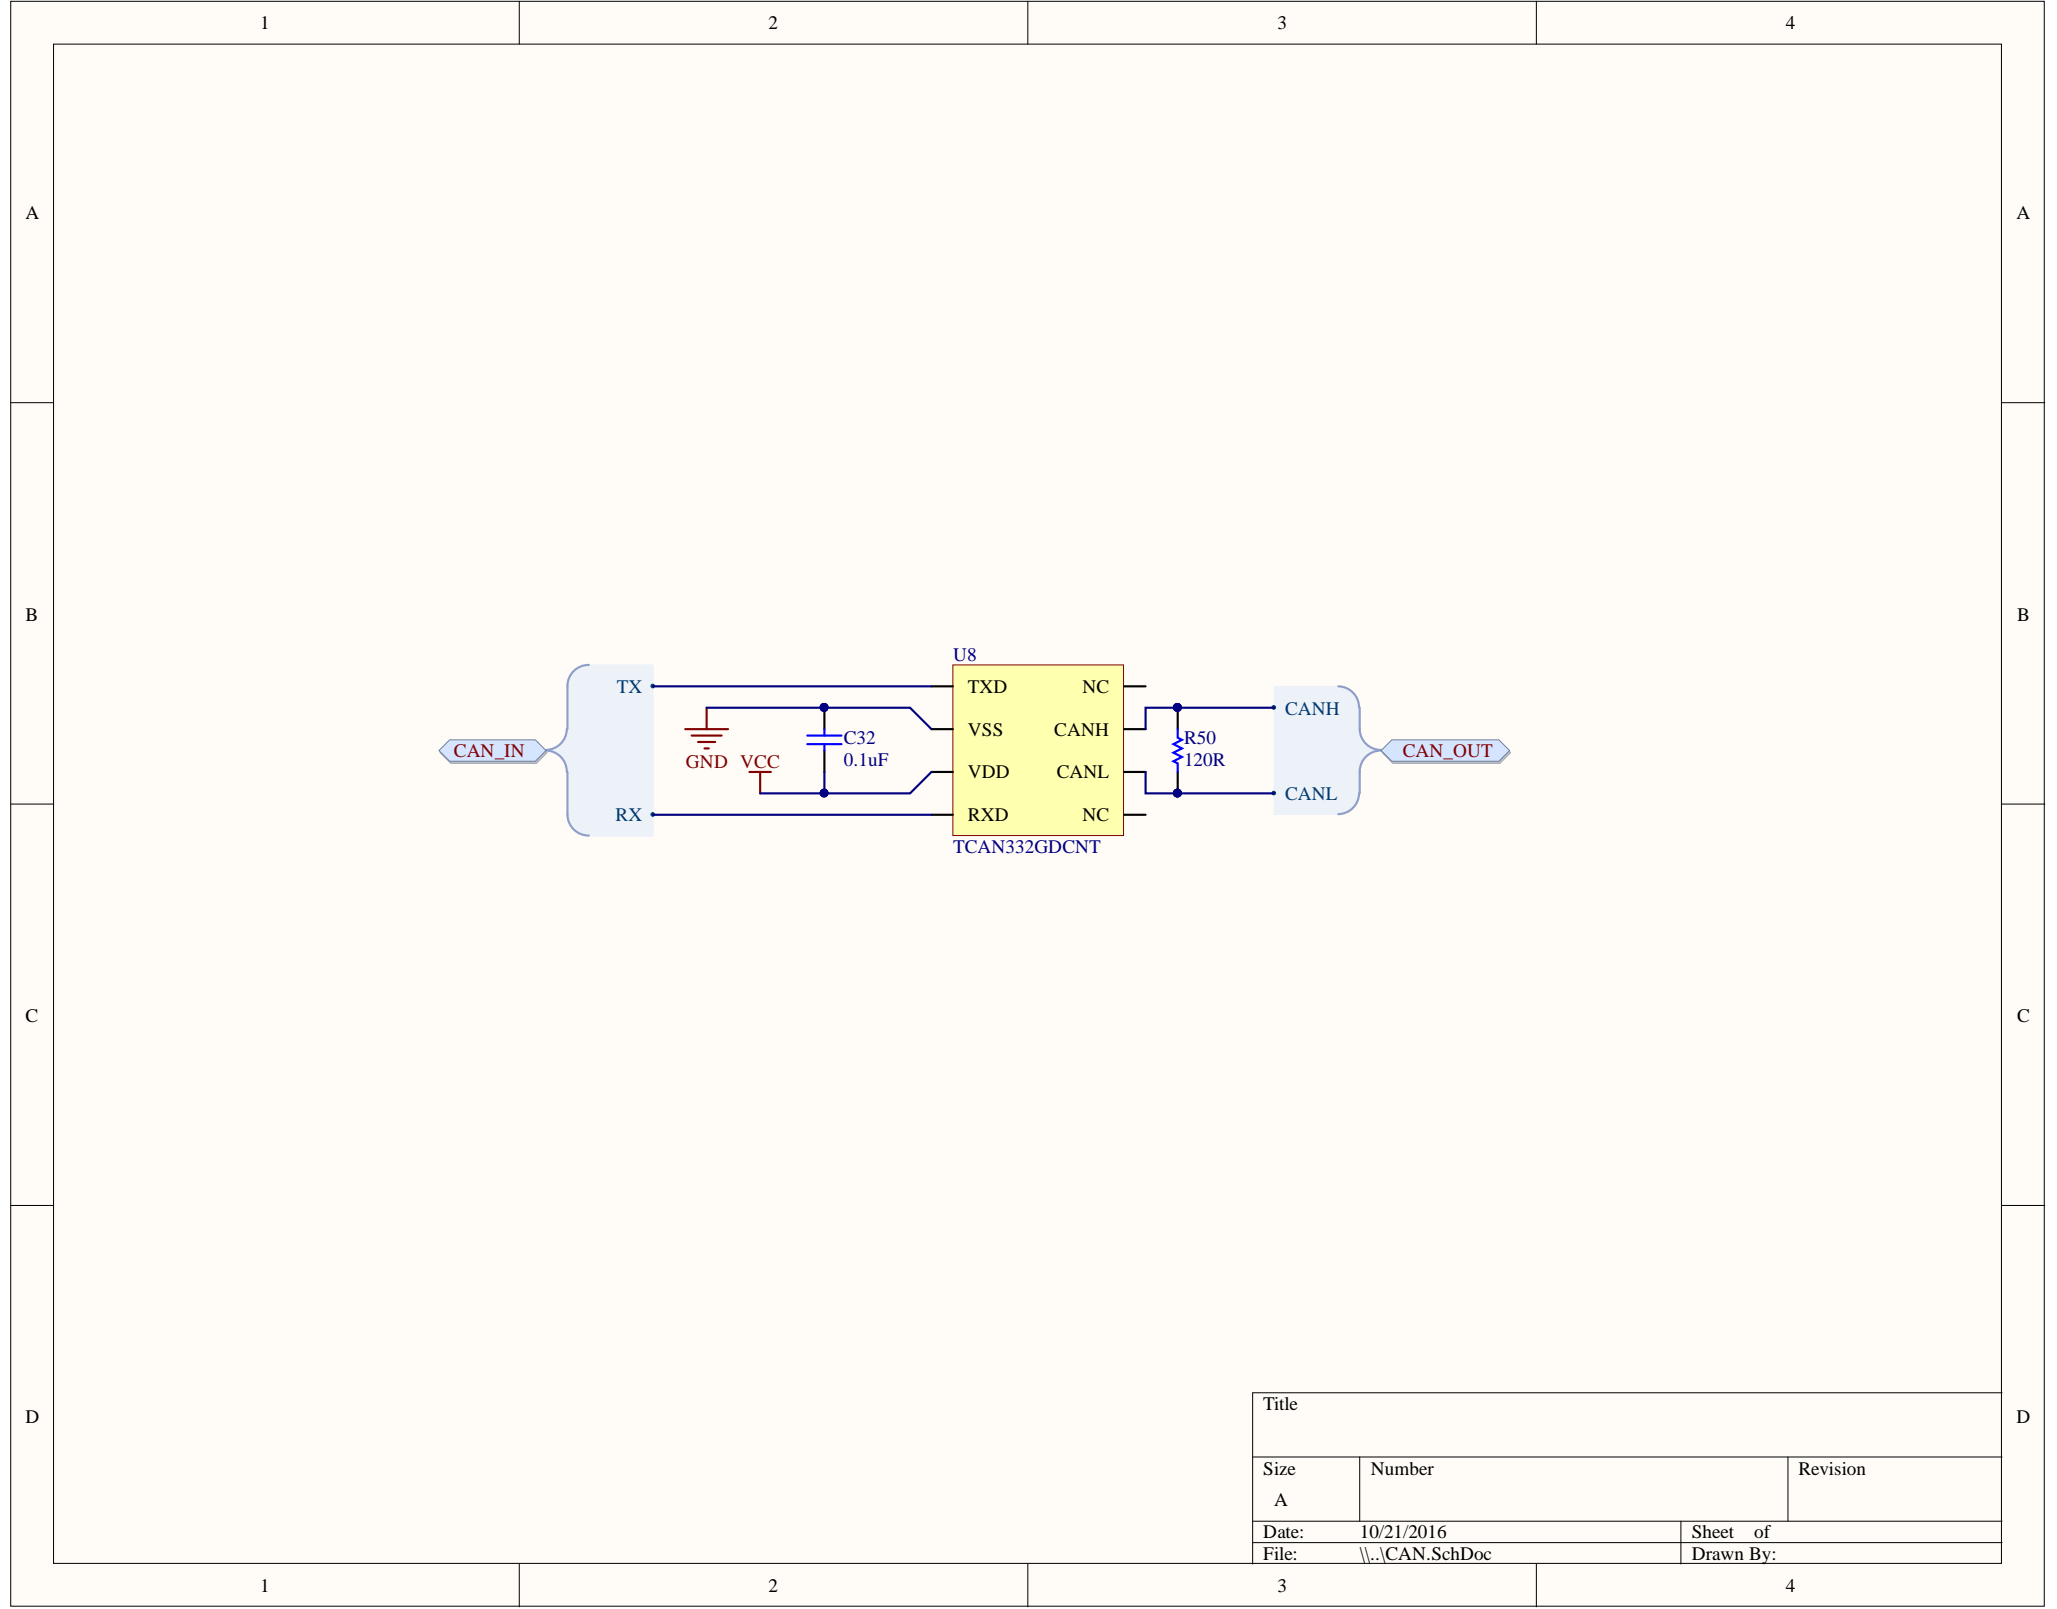 1 2 3 4
A A
B B
U8
TX TXD NC CANH
VSS CANH R50
CAN_IN C32 CAN_OUT
GND VCC 0.1uF 120R
VDD CANL
CANL
RX RXD NC
TCAN332GDCNT
C C
D D
Title
Size Number Revision
A
Date: 10/21/2016 Sheet of
File: \\..\CAN.SchDoc Drawn By:
1 2 3 4